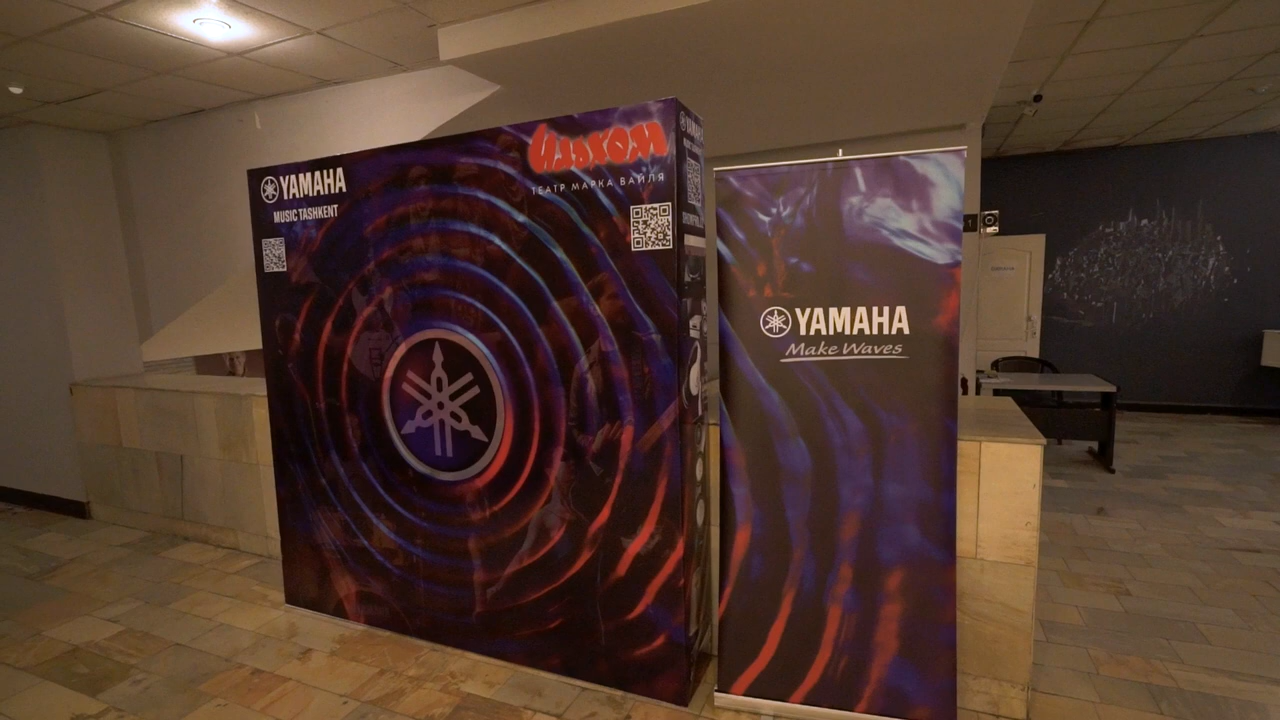 YAMAHA
MUSIC TASHKENT
Ильхом
ТЕАТР МАРКА ВАЙЛЯ
YAMAHA
Make Waves